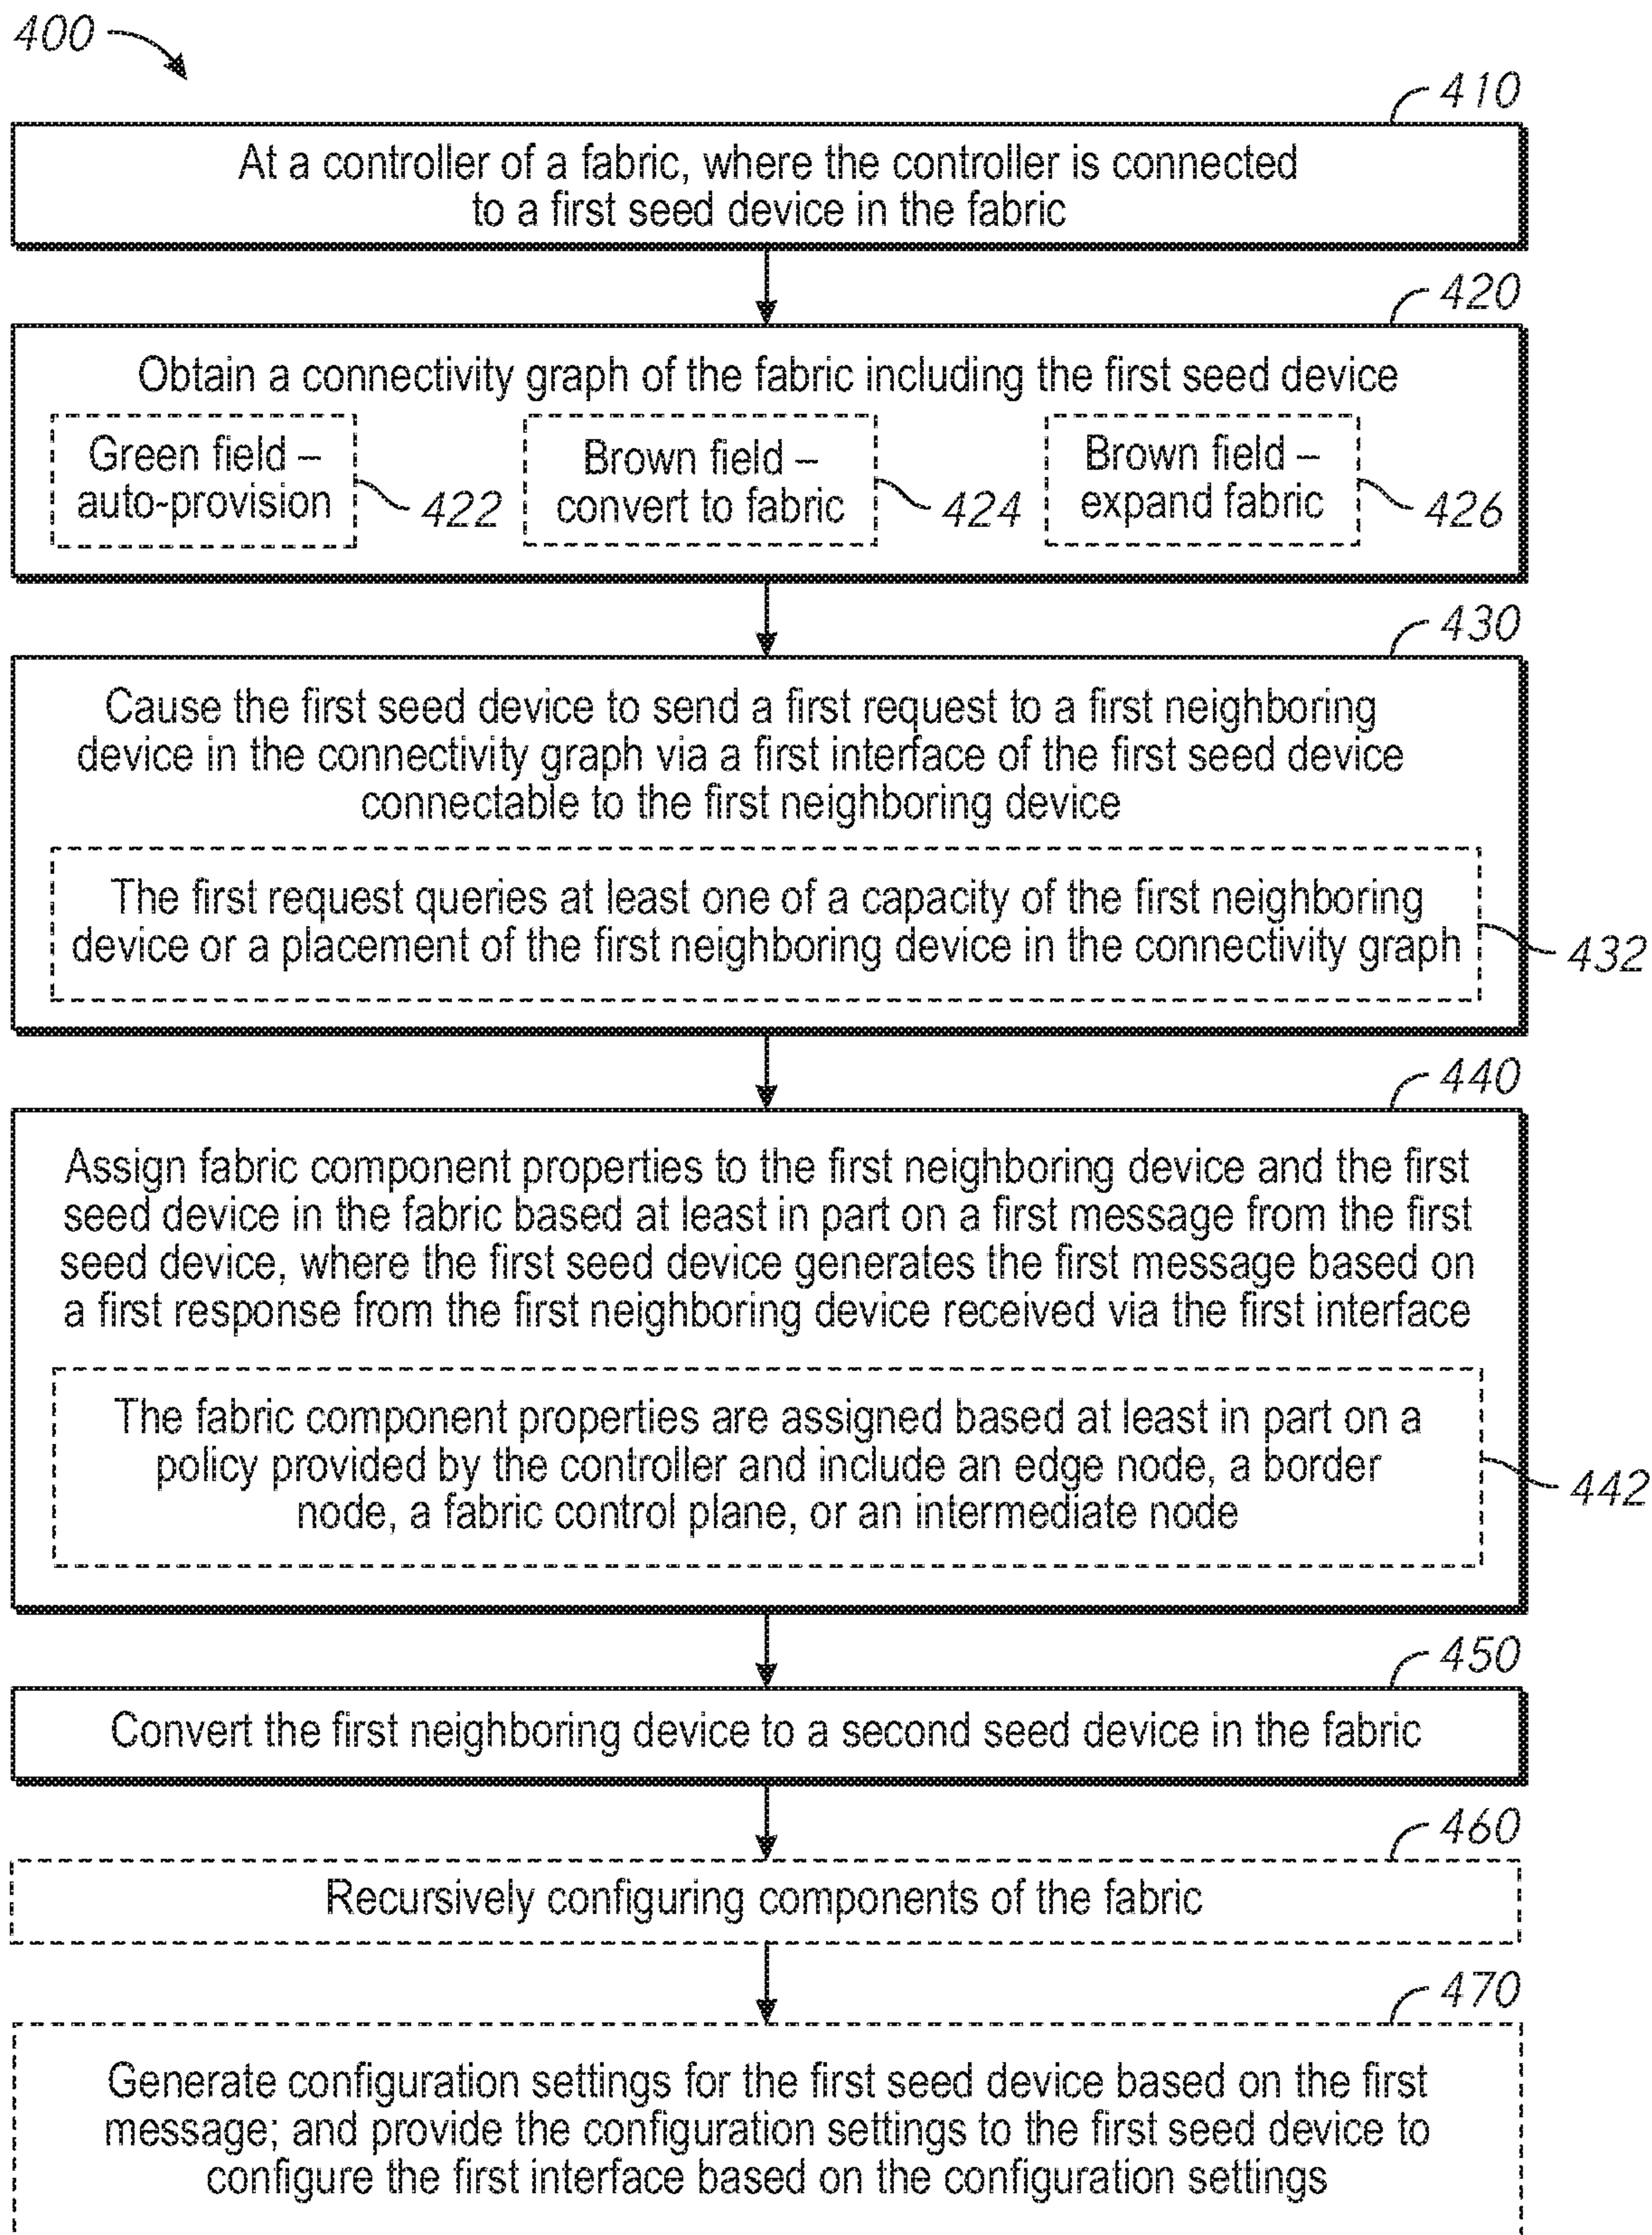 400
410
At a controller of a fabric, where the controller is connected
to a first seed device in the fabric
420
Obtain a connectivity graph of the fabric including the first seed device
Green field –
auto-provision
422
Brown field –
convert to fabric
424
Brown field –
expand fabric
426
430
Cause the first seed device to send a first request to a first neighboring
device in the connectivity graph via a first interface of the first seed device
connectable to the first neighboring device
The first request queries at least one of a capacity of the first neighboring
device or a placement of the first neighboring device in the connectivity graph
432
440
Assign fabric component properties to the first neighboring device and the first
seed device in the fabric based at least in part on a first message from the first
seed device, where the first seed device generates the first message based on
a first response from the first neighboring device received via the first interface
The fabric component properties are assigned based at least in part on a
policy provided by the controller and include an edge node, a border
node, a fabric control plane, or an intermediate node
442
450
Convert the first neighboring device to a second seed device in the fabric
460
Recursively configuring components of the fabric
470
Generate configuration settings for the first seed device based on the first
message; and provide the configuration settings to the first seed device to
configure the first interface based on the configuration settings